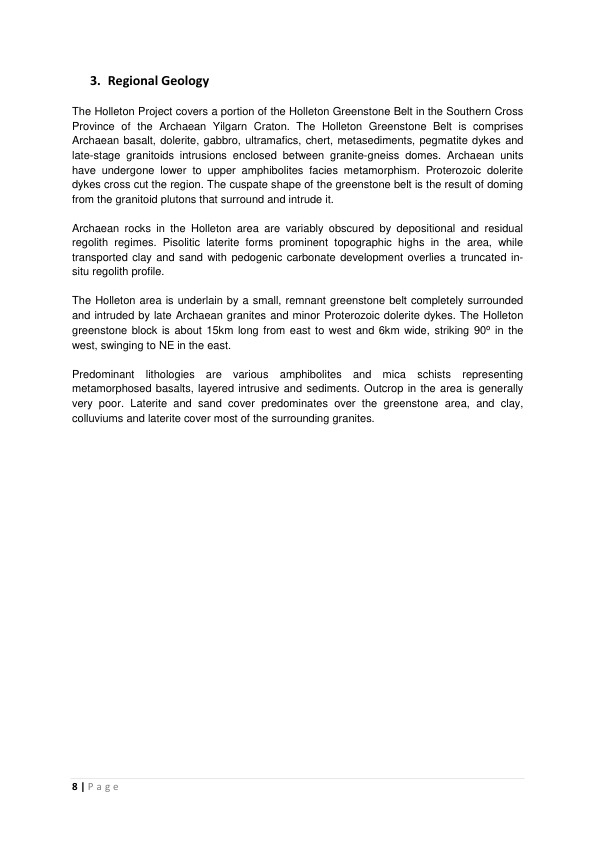 3. Regional Geology
The Holleton Project covers a portion of the Holleton Greenstone Belt in the Southern Cross
Province of the Archaean Yilgarn Craton. The Holleton Greenstone Belt is comprises
Archaean basalt, dolerite, gabbro, ultramafics, chert, metasediments, pegmatite dykes and
late-stage granitoids intrusions enclosed between granite-gneiss domes. Archaean units
have undergone lower to upper amphibolites facies metamorphism. Proterozoic dolerite
dykes cross cut the region. The cuspate shape of the greenstone belt is the result of doming
from the granitoid plutons that surround and intrude it.
Archaean rocks in the Holleton area are variably obscured by depositional and residual
regolith regimes. Pisolitic laterite forms prominent topographic highs in the area, while
transported clay and sand with pedogenic carbonate development overlies a truncated in-
situ regolith profile.
The Holleton area is underlain by a small, remnant greenstone belt completely surrounded
and intruded by late Archaean granites and minor Proterozoic dolerite dykes. The Holleton
greenstone block is about 15km long from east to west and 6km wide, striking 90º in the
west, swinging to NE in the east.
Predominant lithologies are various amphibolites and mica schists representing
metamorphosed basalts, layered intrusive and sediments. Outcrop in the area is generally
very poor. Laterite and sand cover predominates over the greenstone area, and clay,
colluviums and laterite cover most of the surrounding granites.
8 | Page